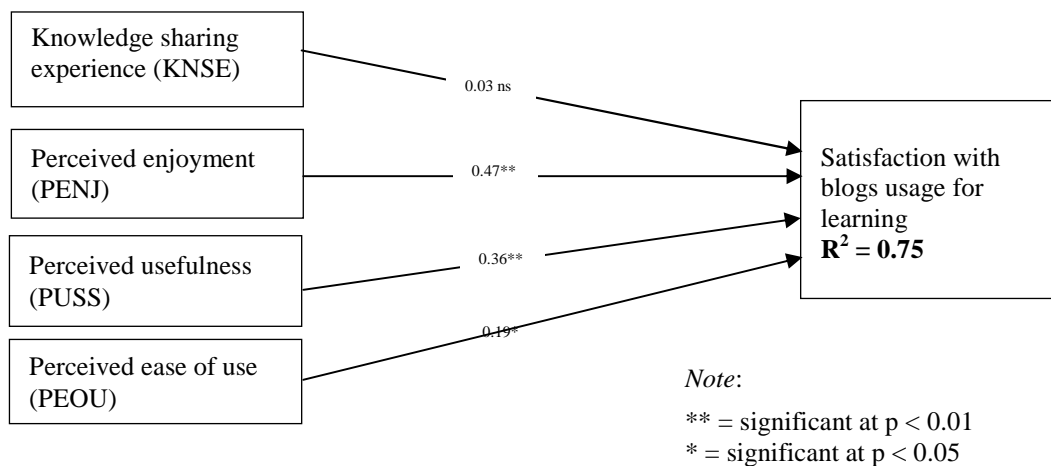 Knowledge sharing
experience (KNSE)
0.03 ns
Perceived enjoyment
(PENJ)
0.47**
Satisfaction with
blogs usage for
learning
R² = 0.75
Perceived usefulness
(PUSS)
0.36**
0.19*
Perceived ease of use
(PEOU)
Note:
** = significant at p < 0.01
* = significant at p < 0.05